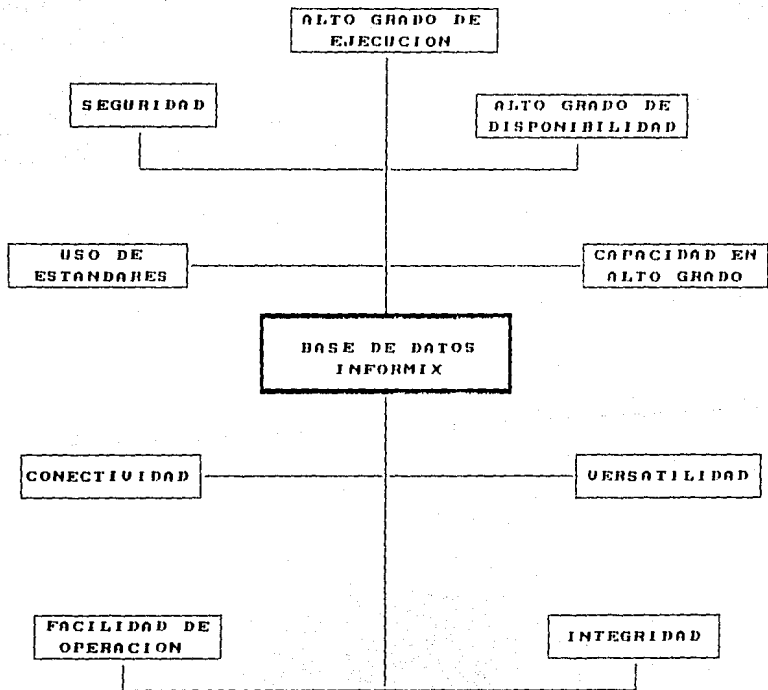 ALTO GRADO DE
EJECUCION
SEGURIDAD
ALTO GRADO DE
DISPONIBILIDAD
USO DE
ESTANDARES
CAPACIDAD EN
ALTO GRADO
BASE DE DATOS
INFORMIX
CONECTIVIDAD
VERSATILIDAD
FACILIDAD DE
OPERACION
INTEGRIDAD